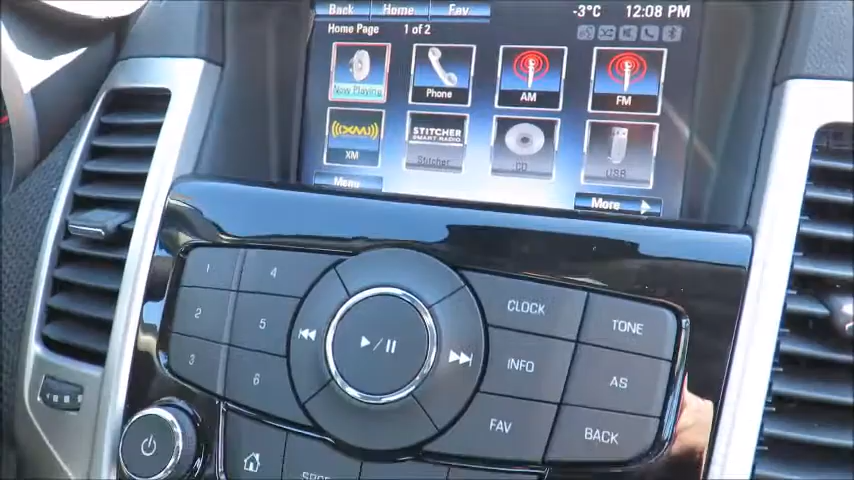 Back Home Fav -3°C 12:08 PM
Home Page 1 of 2
Now Playing Phone AM FM
XM STITCHER SMART RADIO Stitcher CD USB
Menu More
1 4
2 5
3 6
CLOCK TONE
INFO AS
FAV BACK